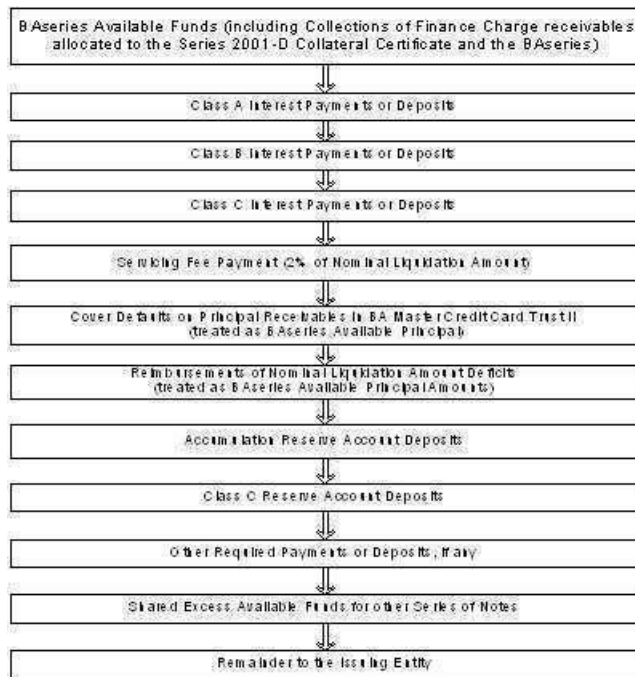 BAseries Available Funds (including Collections of Finance Charge receivables
allocated to the Series 2001-D Collateral Certificate and the BAseries)
Class A Interest Payments or Deposits
Class B Interest Payments or Deposits
Class C Interest Payments or Deposits
Servicing Fee Payment (2% of Nominal Liquidation Amount)
Cover Defaults on Principal Receivables in BA Master Credit Card Trust II
(treated as BAseries Available Principal)
Reimbursements of Nominal Liquidation Amount Deficits
(treated as BAseries Available Principal Amounts)
Accumulation Reserve Account Deposits
Class C Reserve Account Deposits
Other Required Payments or Deposits, if any
Shared Excess Available Funds for other Series of Notes
Remainder to the Issuing Entity